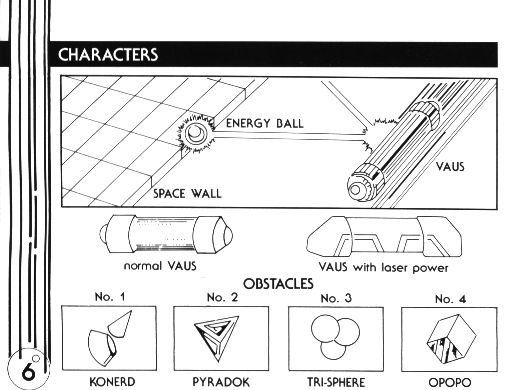 CHARACTERS
ENERGY BALL
VAUS
SPACE WALL
normal VAUS
VAUS with laser power
OBSTACLES
No. 1 No. 2 No. 3 No. 4
KONERD PYRADOK TRI-SPHERE OPOPO
6